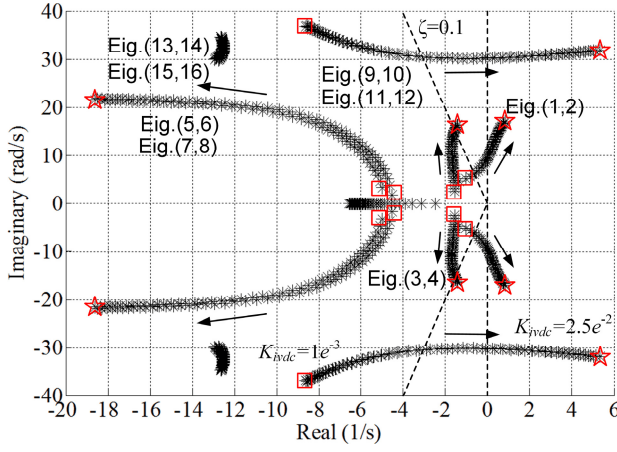 40
30
20
10
0
-10
-20
-30
-40
Imaginary (rad/s)
-20 -18 -16 -14 -12 -10 -8 -6 -4 -2 0 2 4 6
Real (1/s)
Eig.(13,14)
Eig.(15,16)
Eig.(9,10)
Eig.(11,12)
ζ=0.1
Eig.(1,2)
Eig.(5,6)
Eig.(7,8)
Eig.(3,4)
K_ivdc=1e^-3
K_ivdc=2.5e^-2